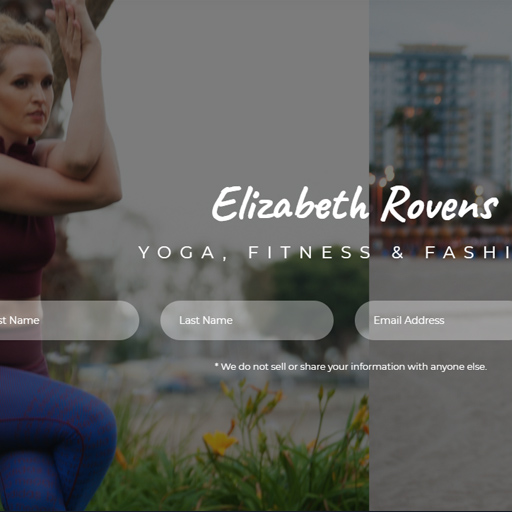 Elizabeth Rovens
YOGA, FITNESS & FASHI
st Name
Last Name
Email Address
* We do not sell or share your information with anyone else.